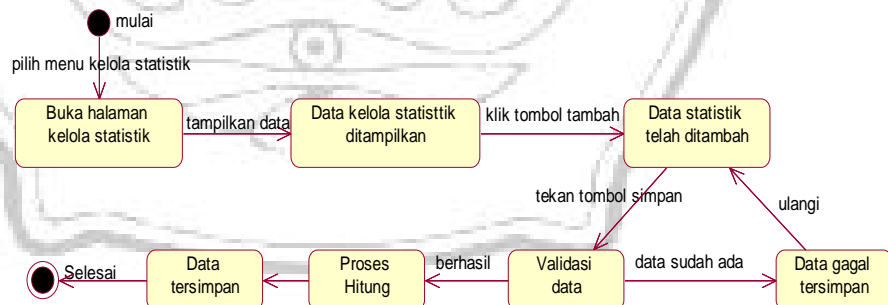 mulai
pilih menu kelola statistik
Buka halaman
kelola statistik
tampilkan data
Data kelola statisttik
ditampilkan
klik tombol tambah
Data statistik
telah ditambah
tekan tombol simpan
ulangi
Validasi
data
data sudah ada
Data gagal
tersimpan
berhasil
Proses
Hitung
Data
tersimpan
Selesai